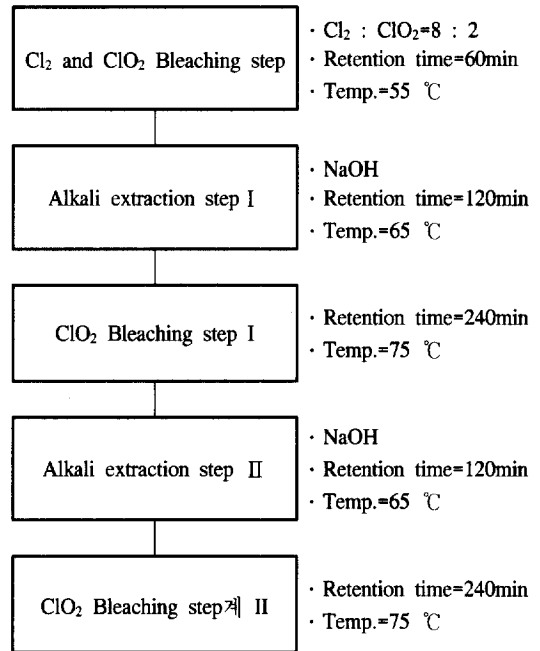 Cl₂ and ClO₂ Bleaching step
· Cl₂ : ClO₂=8 : 2
· Retention time=60min
· Temp.=55 ℃
Alkali extraction step Ⅰ
· NaOH
· Retention time=120min
· Temp.=65 ℃
ClO₂ Bleaching step Ⅰ
· Retention time=240min
· Temp.=75 ℃
Alkali extraction step Ⅱ
· NaOH
· Retention time=120min
· Temp.=65 ℃
ClO₂ Bleaching step계 II
· Retention time=240min
· Temp.=75 ℃